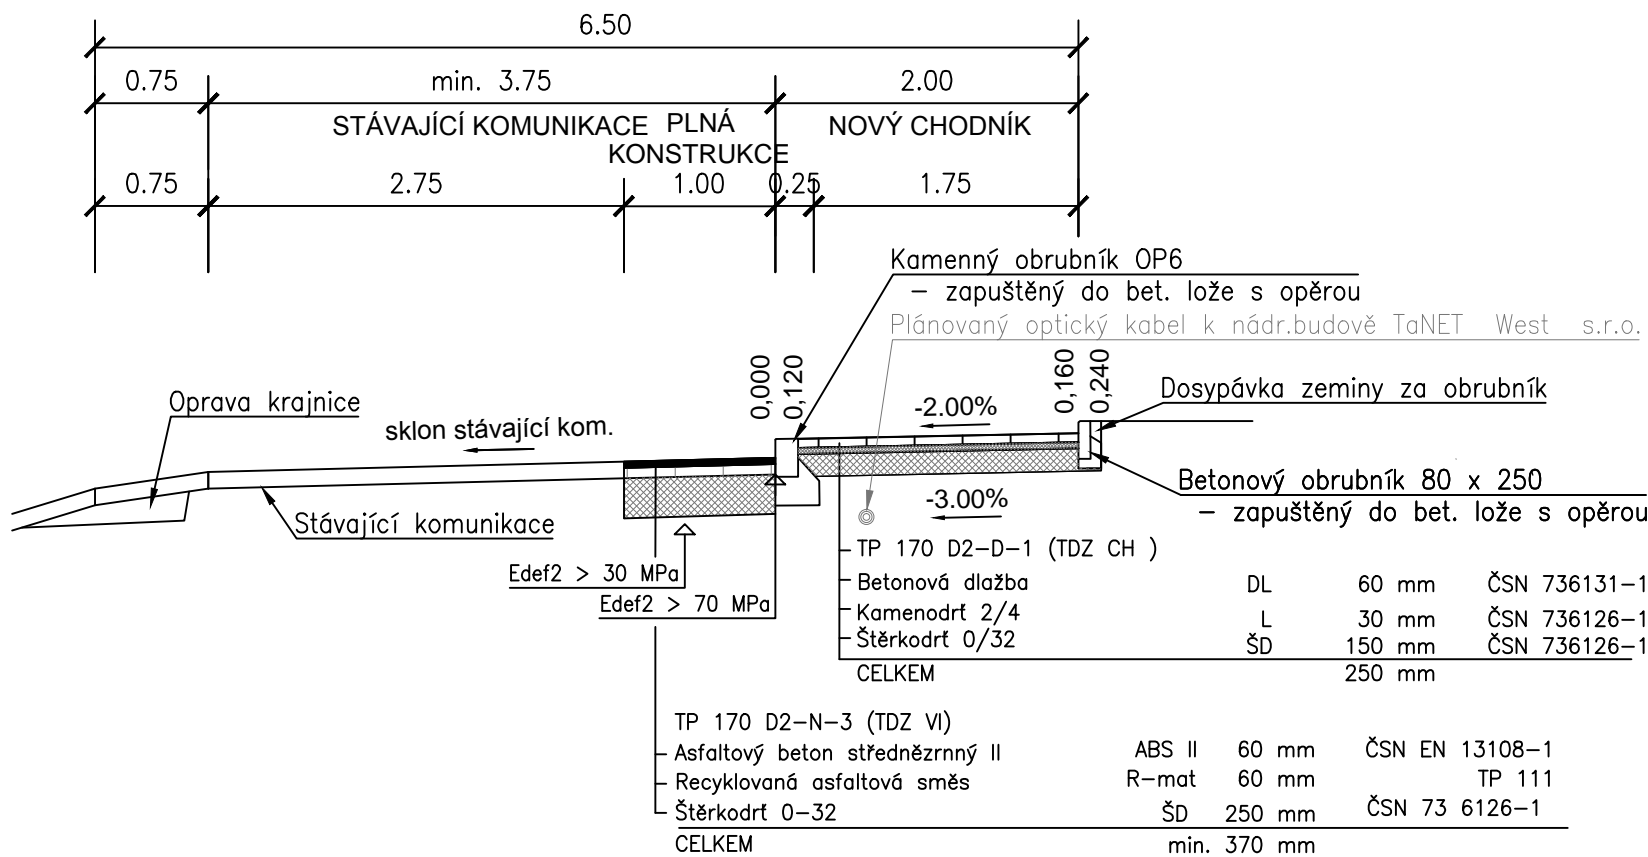 6.50
0.75 min. 3.75 2.00
STÁVAJÍCÍ KOMUNIKACE PLNÁ KONSTRUKCE NOVÝ CHODNÍK
0.75 2.75 1.00 0.25 1.75
Kamenný obrubník OP6
– zapuštěný do bet. lože s opěrou
Plánovaný optický kabel k nádr.budově TaNET West s.r.o.
0,000
0,120
0,160
0,240
Dosypávka zeminy za obrubník
Oprava krajnice
sklon stávající kom.
-2.00%
Betonový obrubník 80 x 250
– zapuštěný do bet. lože s opěrou
-3.00%
Stávající komunikace
Edef2 > 30 MPa
Edef2 > 70 MPa
TP 170 D2–D–1 (TDZ CH )
Betonová dlažba DL 60 mm ČSN 736131–1
Kamenodrť 2/4 L 30 mm ČSN 736126–1
Štěrkodrť 0/32 ŠD 150 mm ČSN 736126–1
CELKEM 250 mm
TP 170 D2–N–3 (TDZ VI)
Asfaltový beton střednězrnný II ABS II 60 mm ČSN EN 13108–1
Recyklovaná asfaltová směs R–mat 60 mm TP 111
Štěrkodrť 0–32 ŠD 250 mm ČSN 73 6126–1
CELKEM min. 370 mm